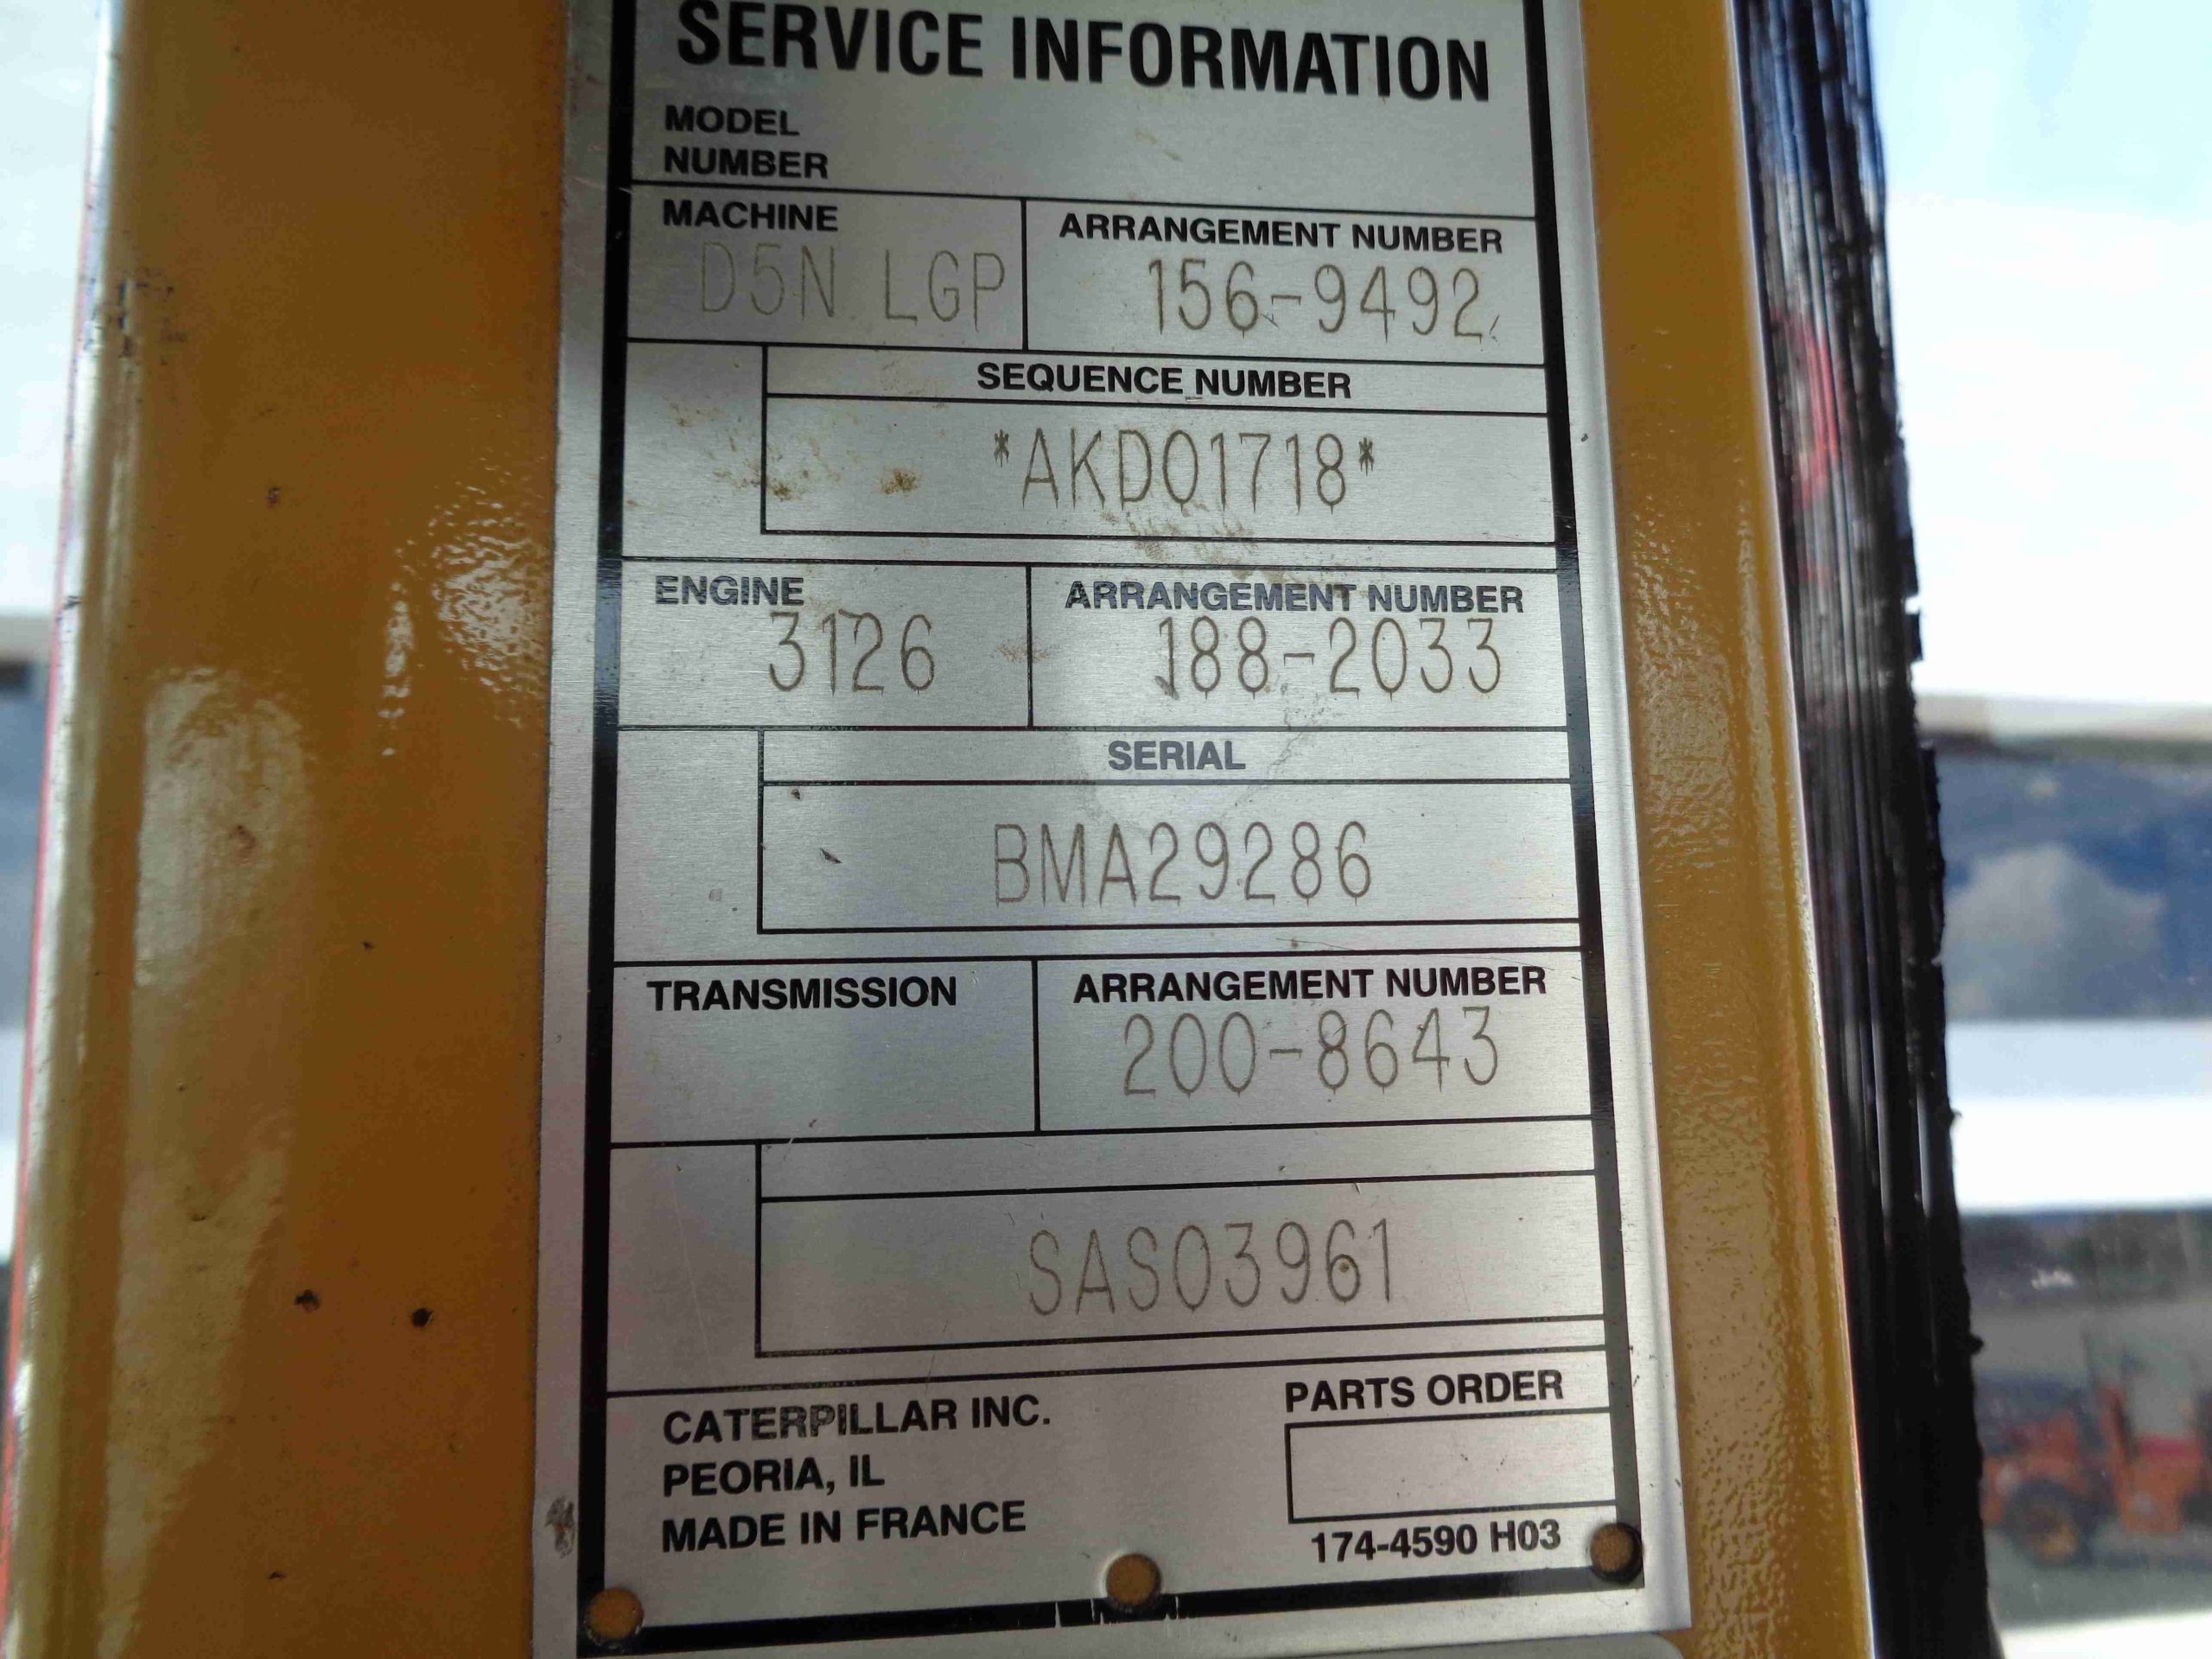 SERVICE INFORMATION
MODEL
NUMBER
MACHINE
D5N LGP
ARRANGEMENT NUMBER
156-9492
SEQUENCE NUMBER
*AKD01718*
ENGINE
3126
ARRANGEMENT NUMBER
188-2033
SERIAL
BMA29286
TRANSMISSION
ARRANGEMENT NUMBER
200-8643
SAS03961
CATERPILLAR INC.
PEORIA, IL
MADE IN FRANCE
PARTS ORDER
174-4590 H03